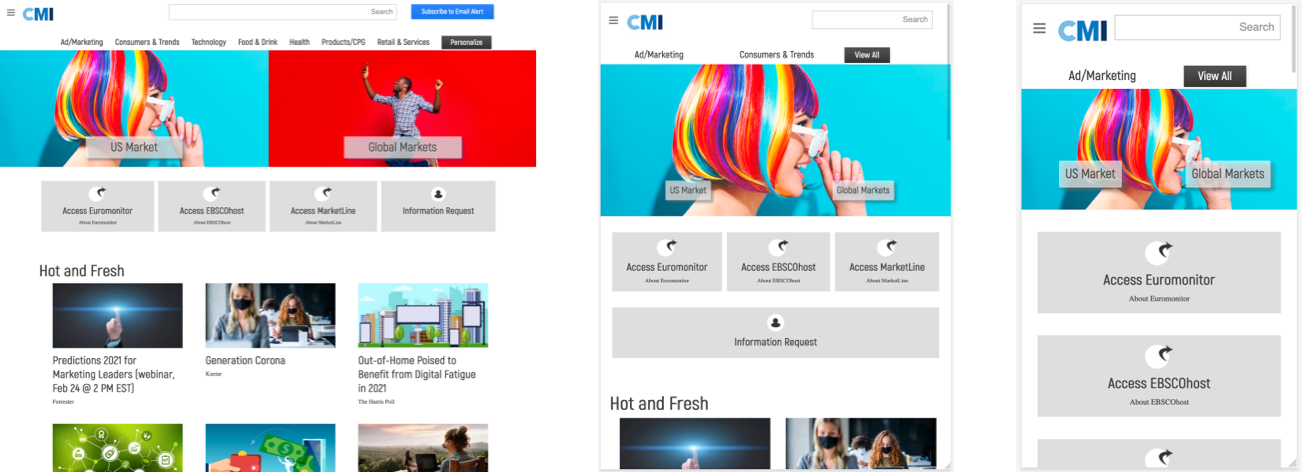 CMI
Search
Subscribe to Email Alert
Ad/Marketing Consumers & Trends Technology Food & Drink Health Products/CPG Retail & Services Personalize
US Market
Global Markets
Access Euromonitor
About Euromonitor
Access EBSCOhost
About EBSCOhost
Access MarketLine
About MarketLine
Information Request
Hot and Fresh
Predictions 2021 for
Marketing Leaders (webinar,
Feb 24 @ 2 PM EST)
Forrester
Generation Corona
Kantar
Out-of-Home Poised to
Benefit from Digital Fatigue
in 2021
The Harris Poll
CMI
Search
Ad/Marketing Consumers & Trends View All
US Market
Global Markets
Access Euromonitor
About Euromonitor
Access EBSCOhost
About EBSCOhost
Access MarketLine
About MarketLine
Information Request
Hot and Fresh
CMI
Search
Ad/Marketing View All
US Market
Global Markets
Access Euromonitor
About Euromonitor
Access EBSCOhost
About EBSCOhost